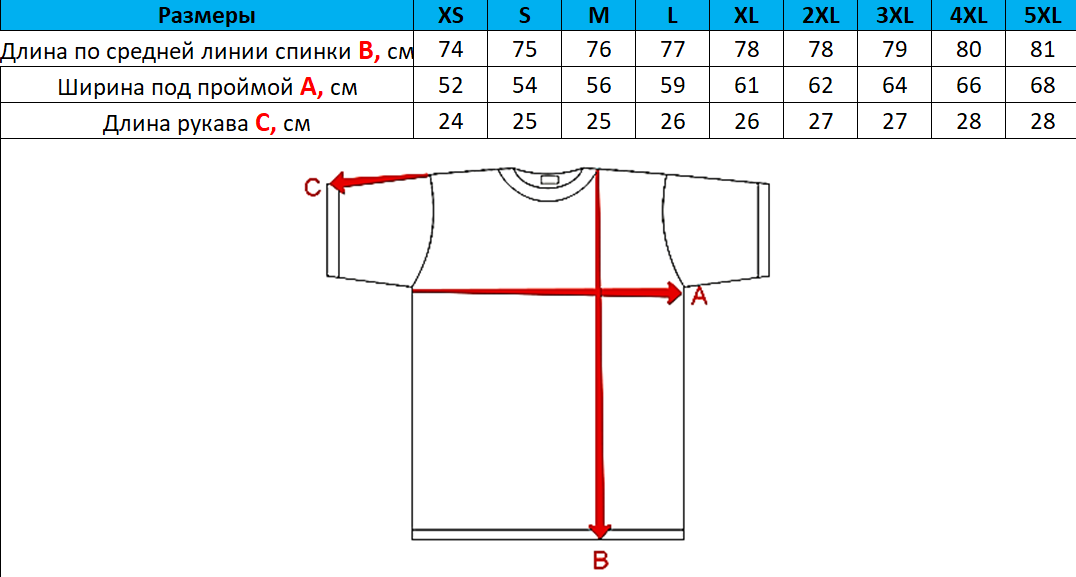 Размеры XS S M L XL 2XL 3XL 4XL 5XL
Длина по средней линии спинки B, см 74 75 76 77 78 78 79 80 81
Ширина под проймой A, см 52 54 56 59 61 62 64 66 68
Длина рукава C, см 24 25 25 26 26 27 27 28 28
C
A
B